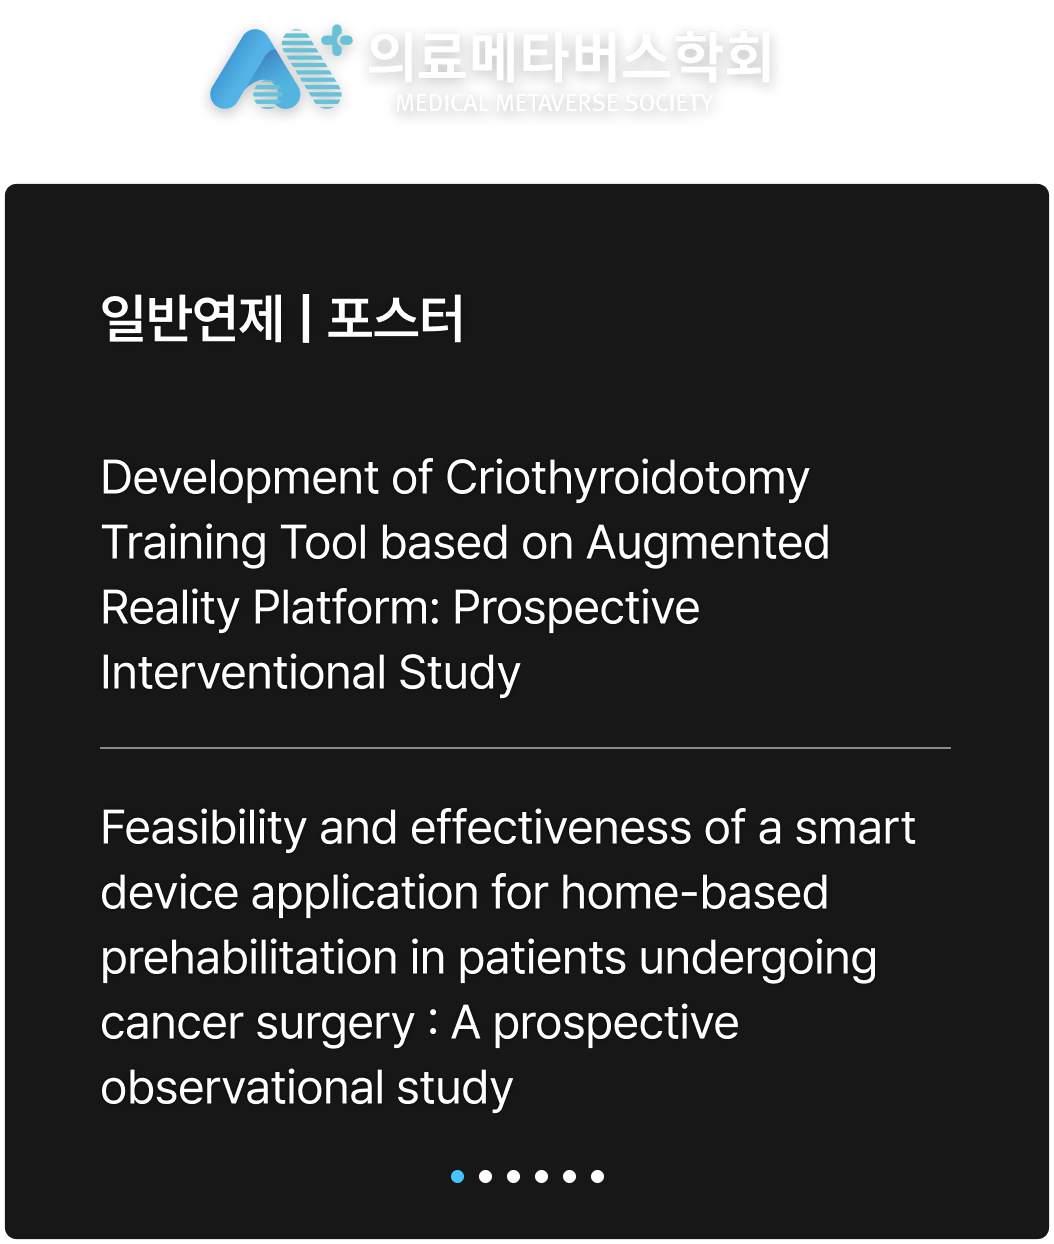 의료메타버스학회
MEDICAL METAVERSE SOCIETY
일반연제 | 포스터
Development of Criothyroidotomy
Training Tool based on Augmented
Reality Platform: Prospective
Interventional Study
Feasibility and effectiveness of a smart
device application for home-based
prehabilitation in patients undergoing
cancer surgery : A prospective
observational study